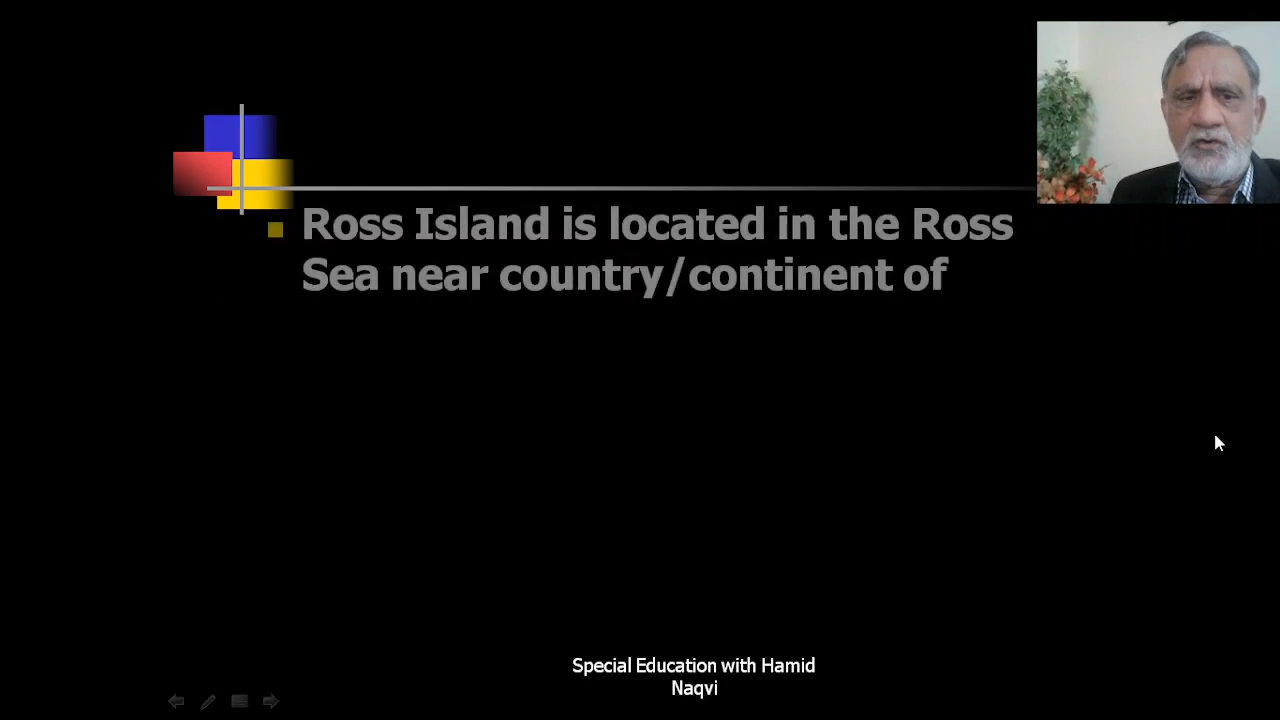 Ross Island is located in the Ross
Sea near country/continent of
Special Education with Hamid
Naqvi